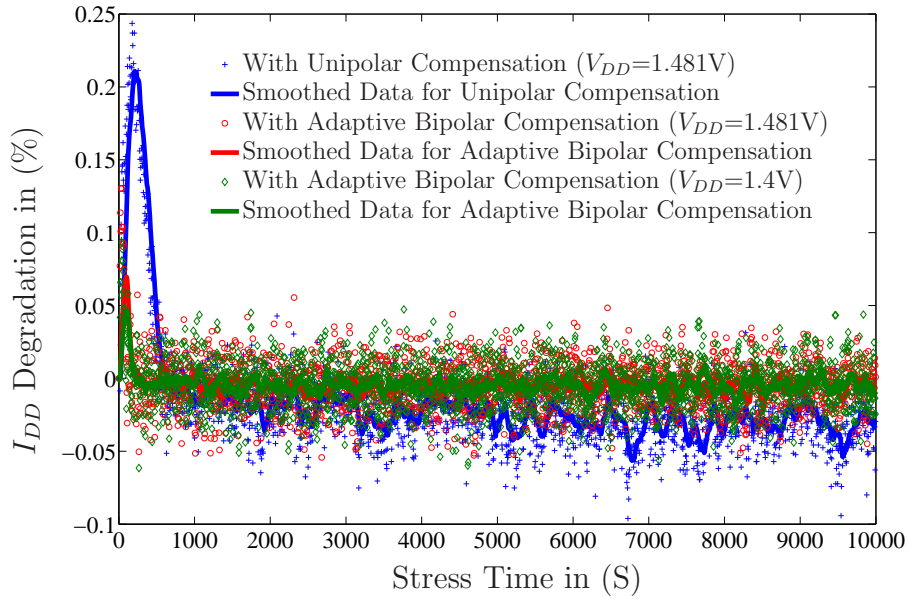 0.25
0.2
0.15
0.1
0.05
0
−0.05
−0.1
I_DD Degradation in (%)
With Unipolar Compensation (V_DD=1.481V)
Smoothed Data for Unipolar Compensation
With Adaptive Bipolar Compensation (V_DD=1.481V)
Smoothed Data for Adaptive Bipolar Compensation
With Adaptive Bipolar Compensation (V_DD=1.4V)
Smoothed Data for Adaptive Bipolar Compensation
0 1000 2000 3000 4000 5000 6000 7000 8000 9000 10000
Stress Time in (S)